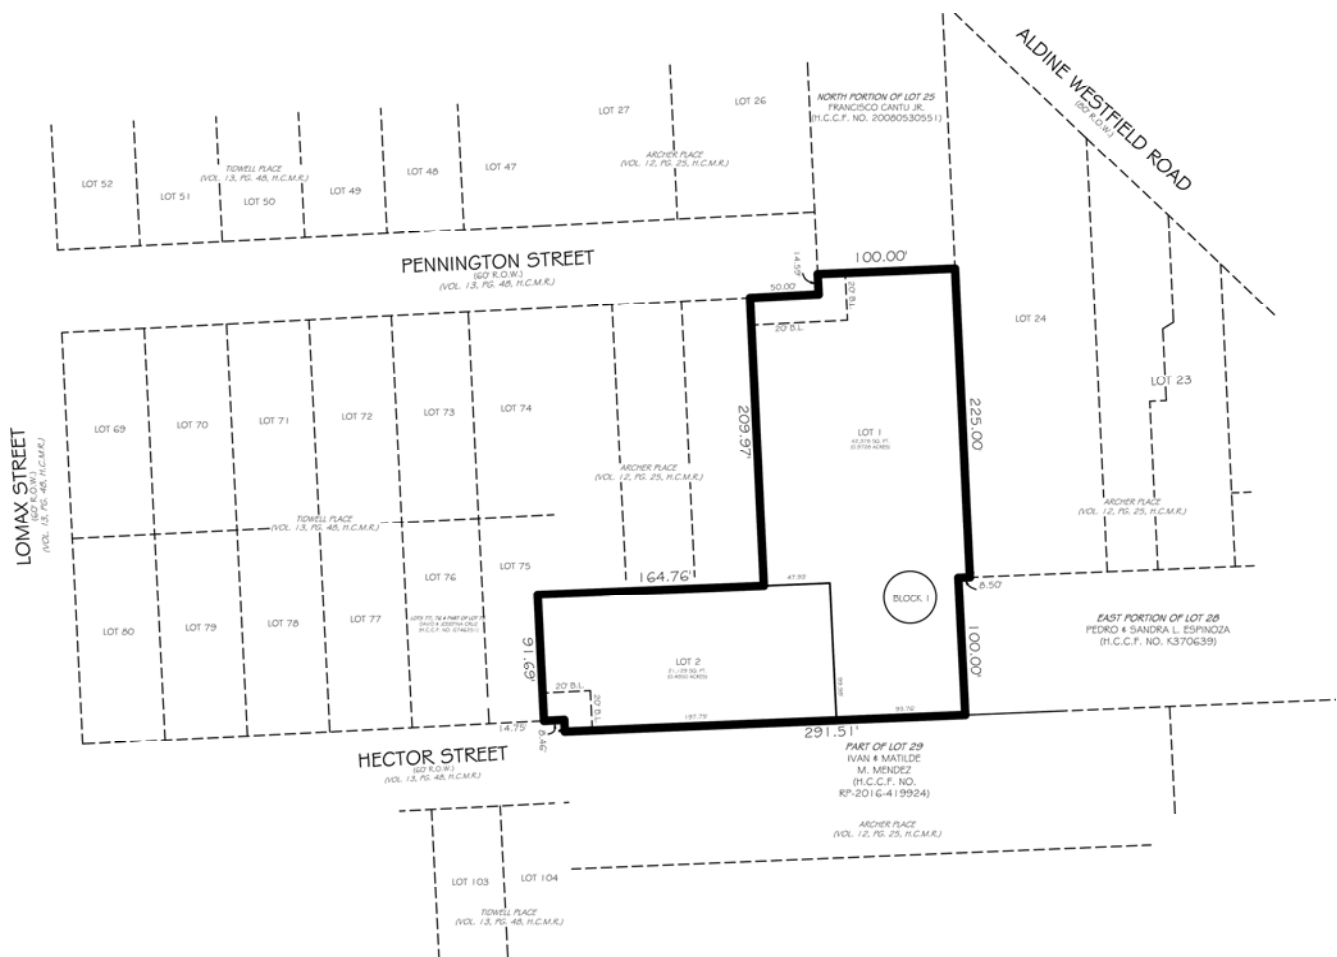 ALDINE WESTFIELD ROAD
(80' R.O.W.)
NORTH PORTION OF LOT 25
FRANCISCO CANTU JR.
(H.C.C.F. NO. 20080530551)
LOT 27
LOT 26
ARCHER PLACE
(VOL. 12, PG. 25, H.C.M.R.)
LOT 52
LOT 51
LOT 50
LOT 49
LOT 48
LOT 47
TIDWELL PLACE
(VOL. 13, PG. 48, H.C.M.R.)
PENNINGTON STREET
(60' R.O.W.)
(VOL. 13, PG. 48, H.C.M.R.)
14.59'
100.00'
50.00'
20' B.L.
20' B.L.
LOT 24
LOT 23
LOT 69
LOT 70
LOT 71
LOT 72
LOT 73
LOT 74
209.97'
225.00'
LOT 1
BLOCK 1
LOMAX STREET
(60' R.O.W.)
(VOL. 13, PG. 48, H.C.M.R.)
ARCHER PLACE
(VOL. 12, PG. 25, H.C.M.R.)
ARCHER PLACE
(VOL. 12, PG. 25, H.C.M.R.)
TIDWELL PLACE
(VOL. 13, PG. 48, H.C.M.R.)
LOT 75
LOT 76
LOT 77
LOT 78
LOT 79
LOT 80
164.76'
8.50'
EAST PORTION OF LOT 28
PEDRO & SANDRA L. ESPINOZA
(H.C.C.F. NO. K370639)
91.69'
100.00'
LOT 2
20' B.L.
20' B.L.
14.75'
8.46'
197.75'
93.76'
291.51'
HECTOR STREET
(60' R.O.W.)
(VOL. 13, PG. 48, H.C.M.R.)
PART OF LOT 29
IVAN & MATILDE
M. MENDEZ
(H.C.C.F. NO.
RP-2016-419924)
ARCHER PLACE
(VOL. 12, PG. 25, H.C.M.R.)
LOT 103
LOT 104
TIDWELL PLACE
(VOL. 13, PG. 48, H.C.M.R.)